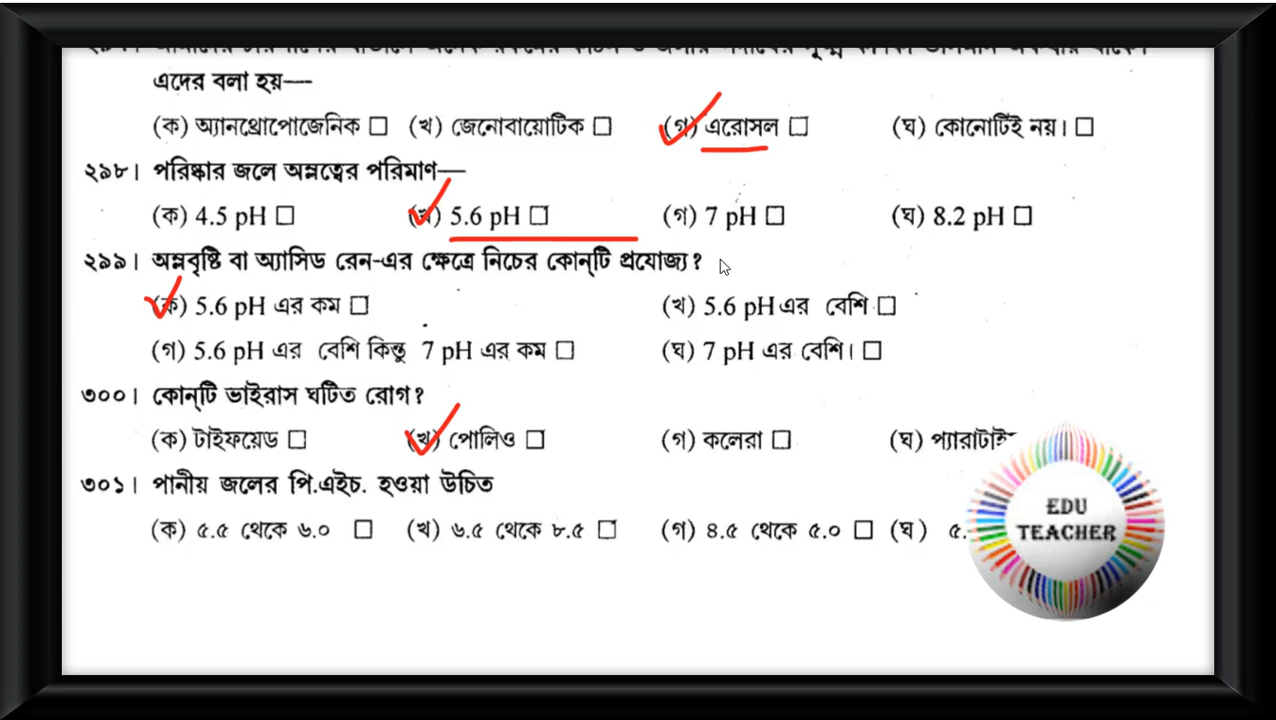 এদের বলা হয়—
(ক) অ্যানথ্রোপোজেনিক □ (খ) জেনোবায়োটিক □ (গ) এরোসল □ (ঘ) কোনোটিই নয়। □
২৯৮। পরিষ্কার জলে অম্লত্বের পরিমাণ—
(ক) 4.5 pH □ (খ) 5.6 pH □ (গ) 7 pH □ (ঘ) 8.2 pH □
২৯৯। অম্লবৃষ্টি বা অ্যাসিড রেন-এর ক্ষেত্রে নিচের কোন্‌টি প্রযোজ্য?
(ক) 5.6 pH এর কম □ (খ) 5.6 pH এর বেশি □
(গ) 5.6 pH এর বেশি কিন্তু 7 pH এর কম □ (ঘ) 7 pH এর বেশি। □
৩০০। কোন্‌টি ভাইরাস ঘটিত রোগ?
(ক) টাইফয়েড □ (খ) পোলিও □ (গ) কলেরা □ (ঘ)
৩০১। পানীয় জলের পি.এইচ. হওয়া উচিত
(ক) ৫.৫ থেকে ৬.০ □ (খ) ৬.৫ থেকে ৮.৫ □ (গ) ৪.৫ থেকে ৫.০ □ (ঘ) ৫.
EDU
TEACHER